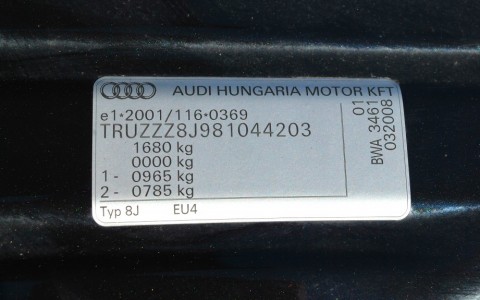 AUDI HUNGARIA MOTOR KFT
e1*2001/116*0369
TRUZZZ8J981044203
1680 kg
0000 kg
1 - 0965 kg
2 - 0785 kg
Typ 8J EU4
BWA 3461 01
032008